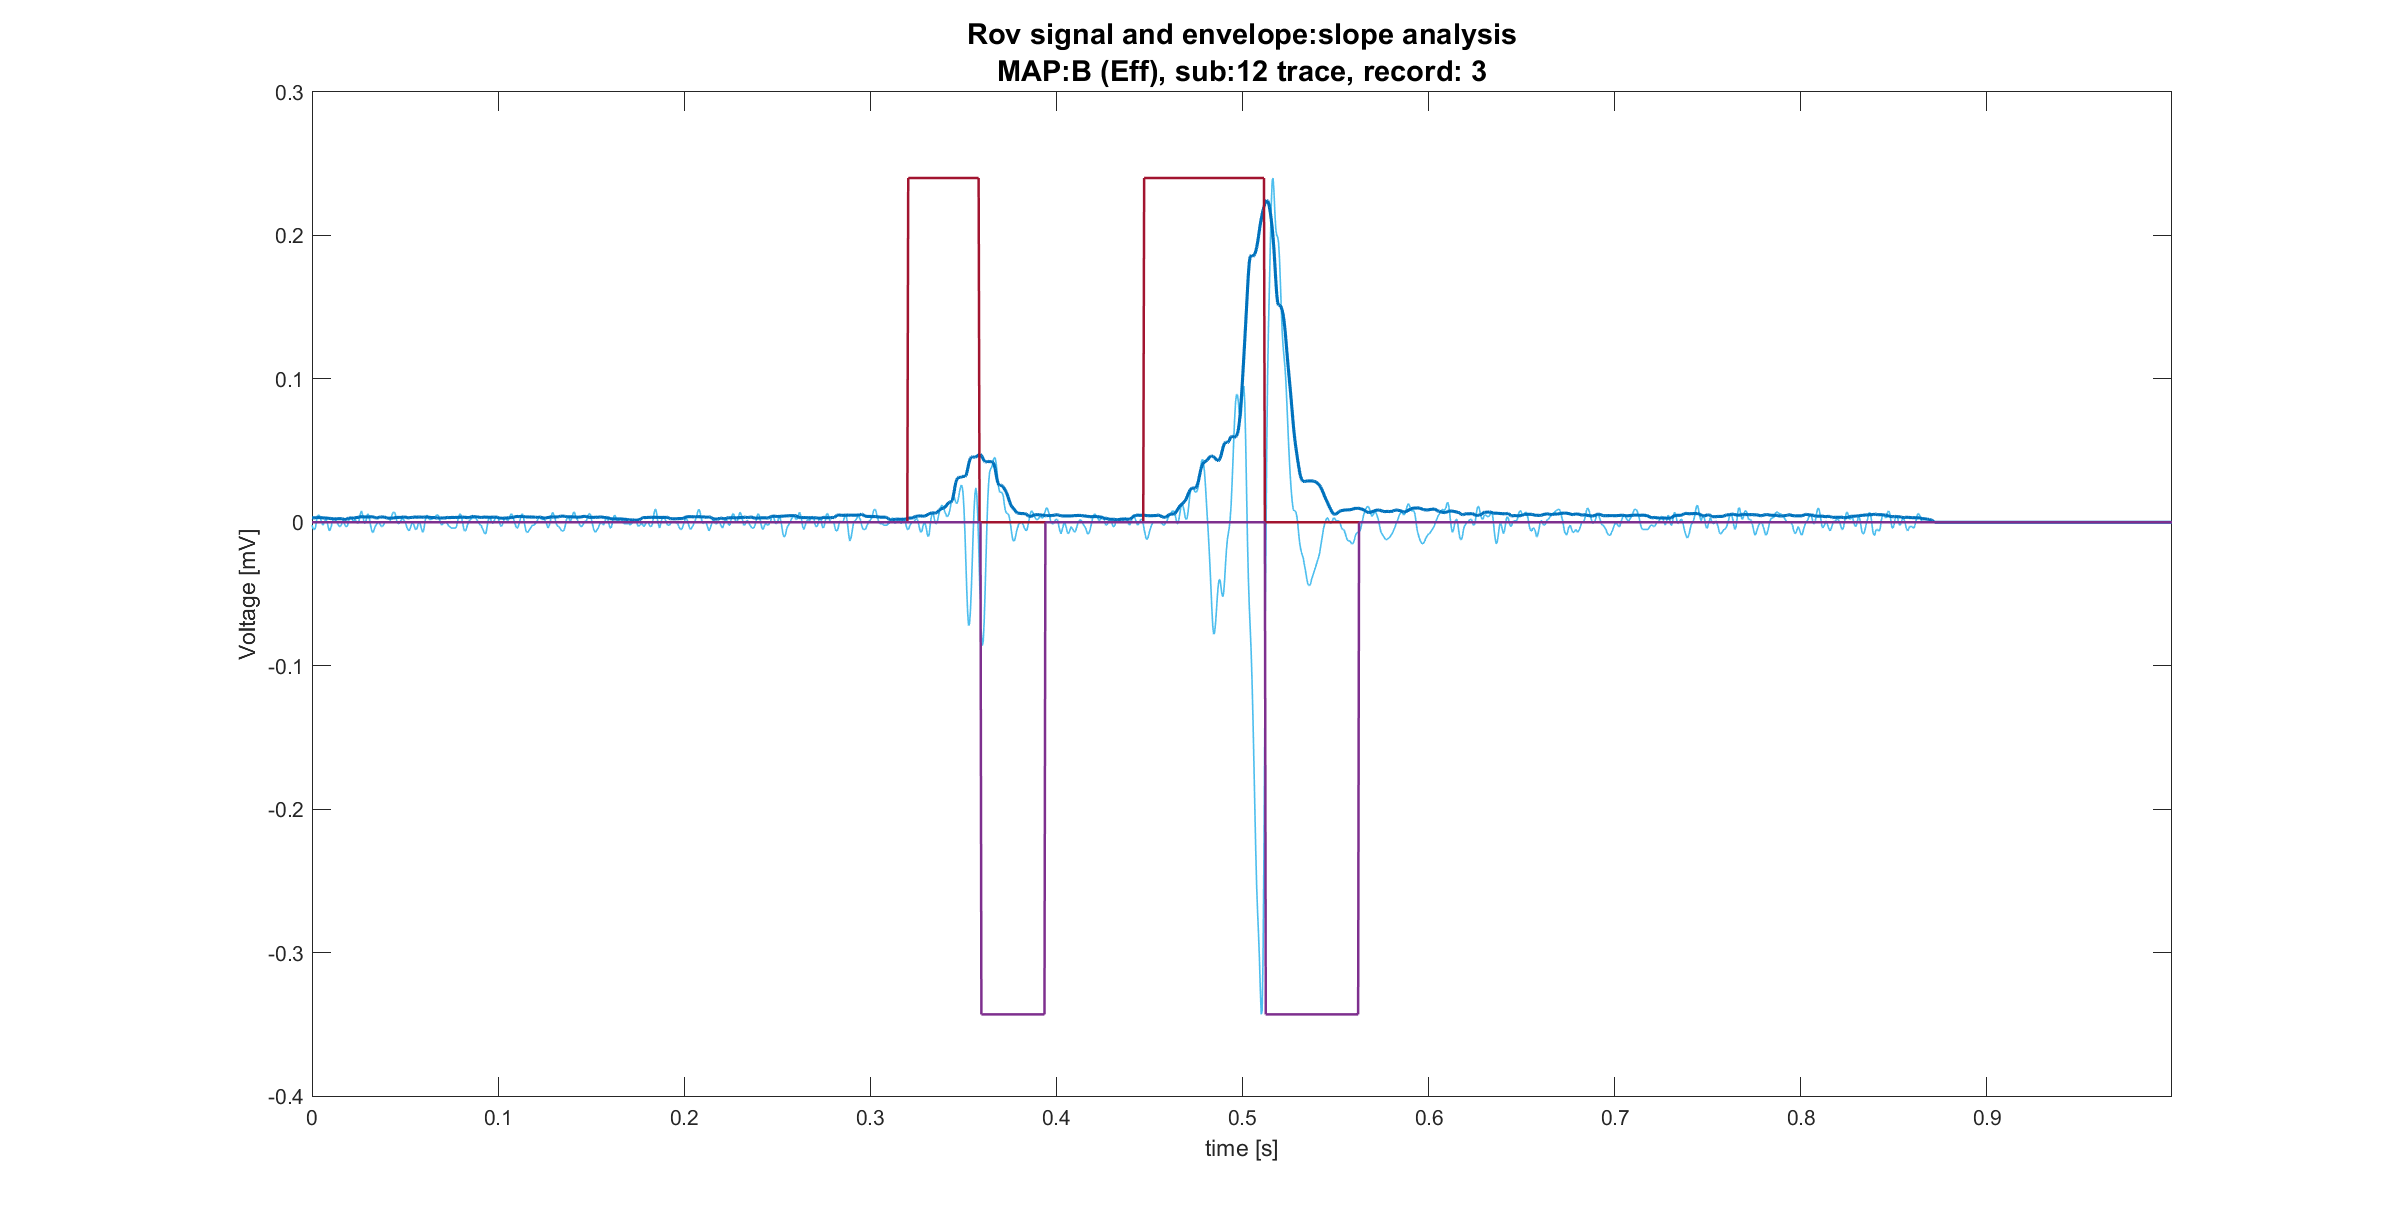 Rov signal and envelope:slope analysis
MAP:B (Eff), sub:12 trace, record: 3
0.3
0.2
0.1
0
-0.1
-0.2
-0.3
-0.4
Voltage [mV]
0 0.1 0.2 0.3 0.4 0.5 0.6 0.7 0.8 0.9
time [s]